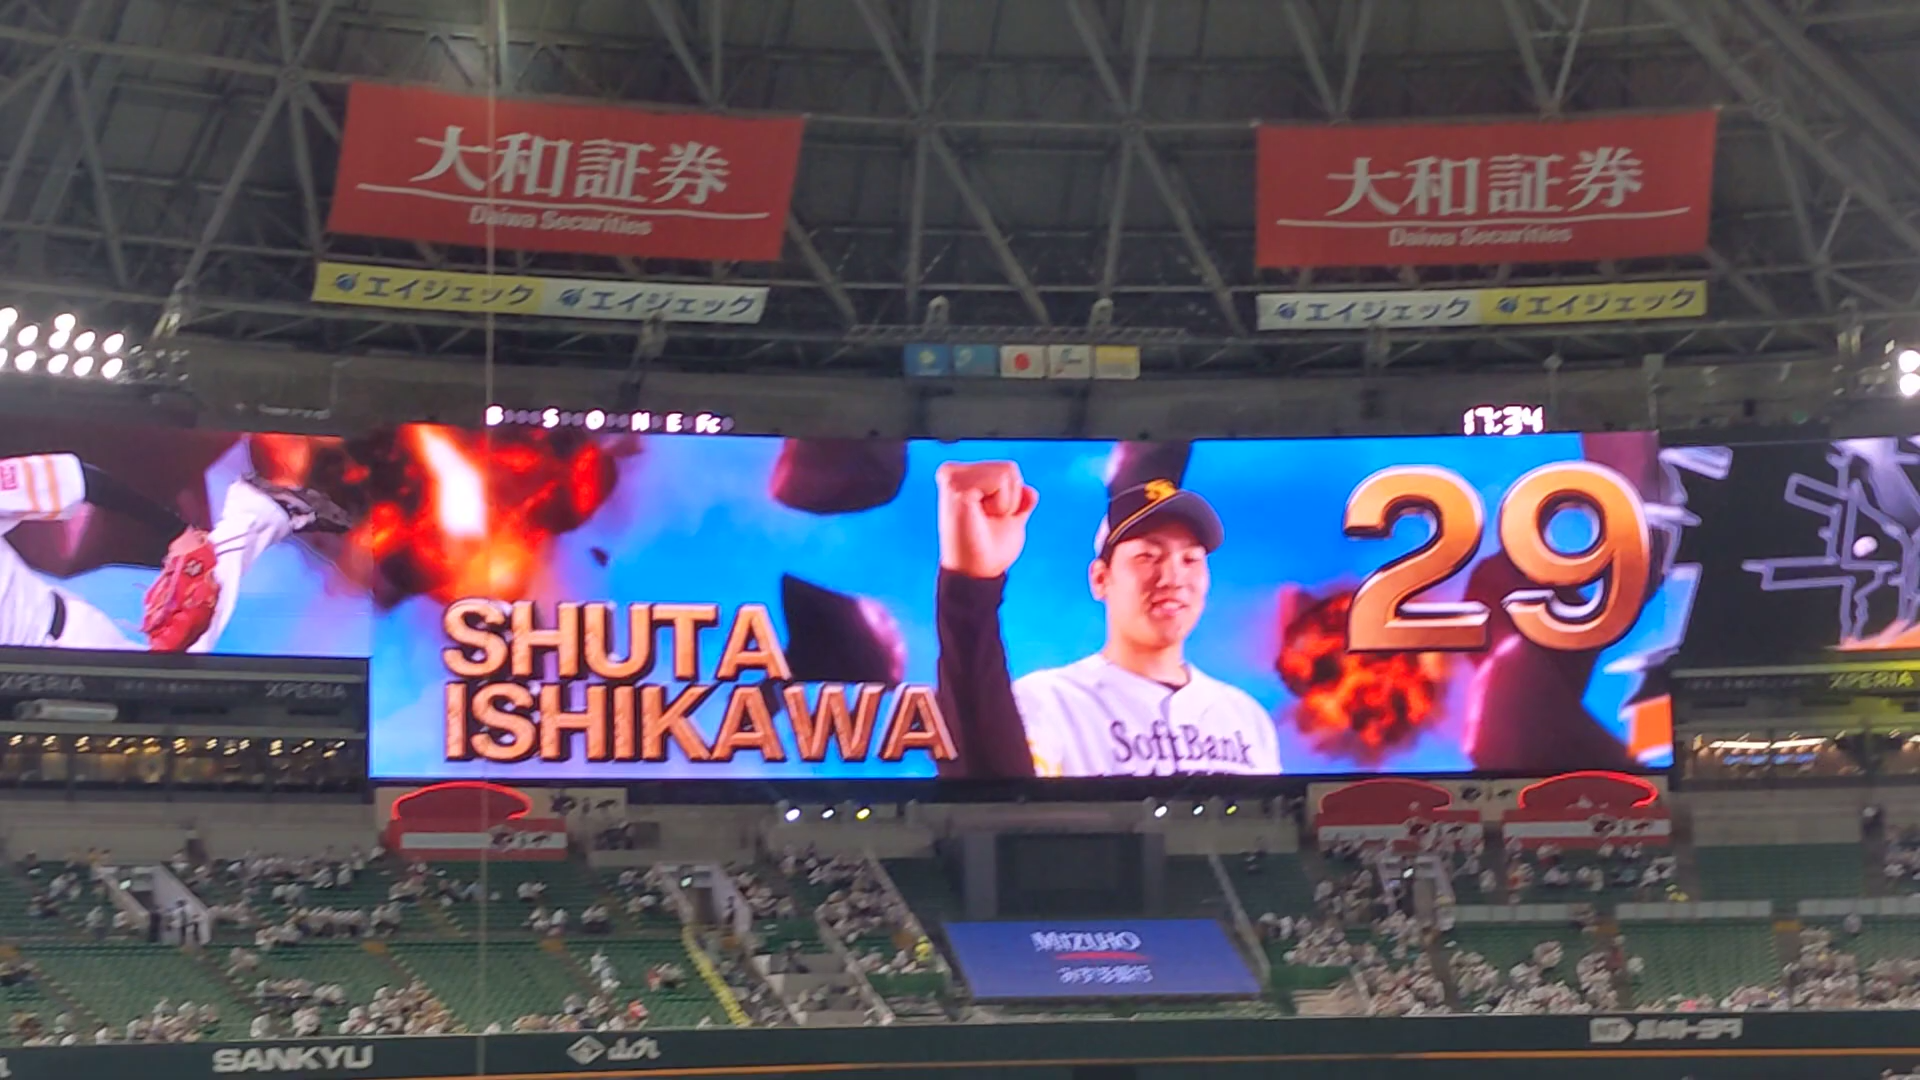 大和証券
Daiwa Securities
大和証券
Daiwa Securities
エイジェック エイジェック
エイジェック エイジェック
B S O H E Fc
17:34
29
SHUTA
ISHIKAWA
SoftBank
XPERIA
XPERIA
XPERIA
MIZUHO
みずほ銀行
SANKYU